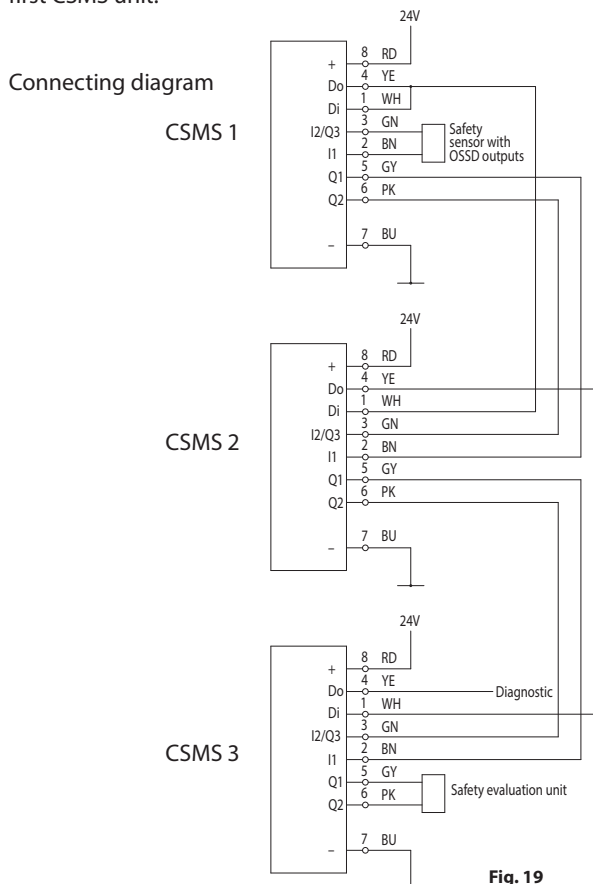 first CSMS unit.
Connecting diagram
24V
CSMS 1
+ 8 RD
Do 4 YE
Di 1 WH
I2/Q3 3 GN
I1 2 BN
Q1 5 GY
Q2 6 PK
– 7 BU
Safety
sensor with
OSSD outputs
24V
CSMS 2
+ 8 RD
Do 4 YE
Di 1 WH
I2/Q3 3 GN
I1 2 BN
Q1 5 GY
Q2 6 PK
– 7 BU
24V
CSMS 3
+ 8 RD
Do 4 YE
Diagnostic
Di 1 WH
I2/Q3 3 GN
I1 2 BN
Q1 5 GY
Q2 6 PK
Safety evaluation unit
– 7 BU
Fig. 19